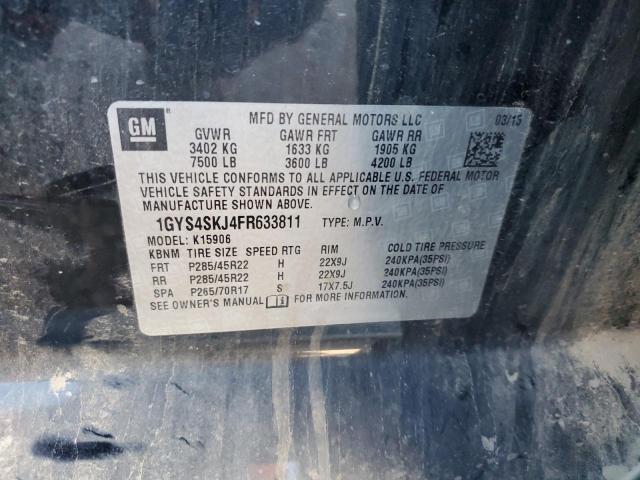 GM ®
MFD BY GENERAL MOTORS LLC 03/15
GVWR GAWR FRT GAWR RR
3402 KG 1633 KG 1905 KG
7500 LB 3600 LB 4200 LB
THIS VEHICLE CONFORMS TO ALL APPLICABLE U.S. FEDERAL MOTOR
VEHICLE SAFETY STANDARDS IN EFFECT ON THE DATE OF
MANUFACTURE SHOWN ABOVE.
1GYS4SKJ4FR633811 TYPE: M.P.V.
MODEL: K15906
KBNM TIRE SIZE SPEED RTG RIM COLD TIRE PRESSURE
FRT P285/45R22 H 22X9J 240KPA(35PSI)
RR P285/45R22 H 22X9J 240KPA(35PSI)
SPA P265/70R17 S 17X7.5J 240KPA(35PSI)
SEE OWNER'S MANUAL FOR MORE INFORMATION.